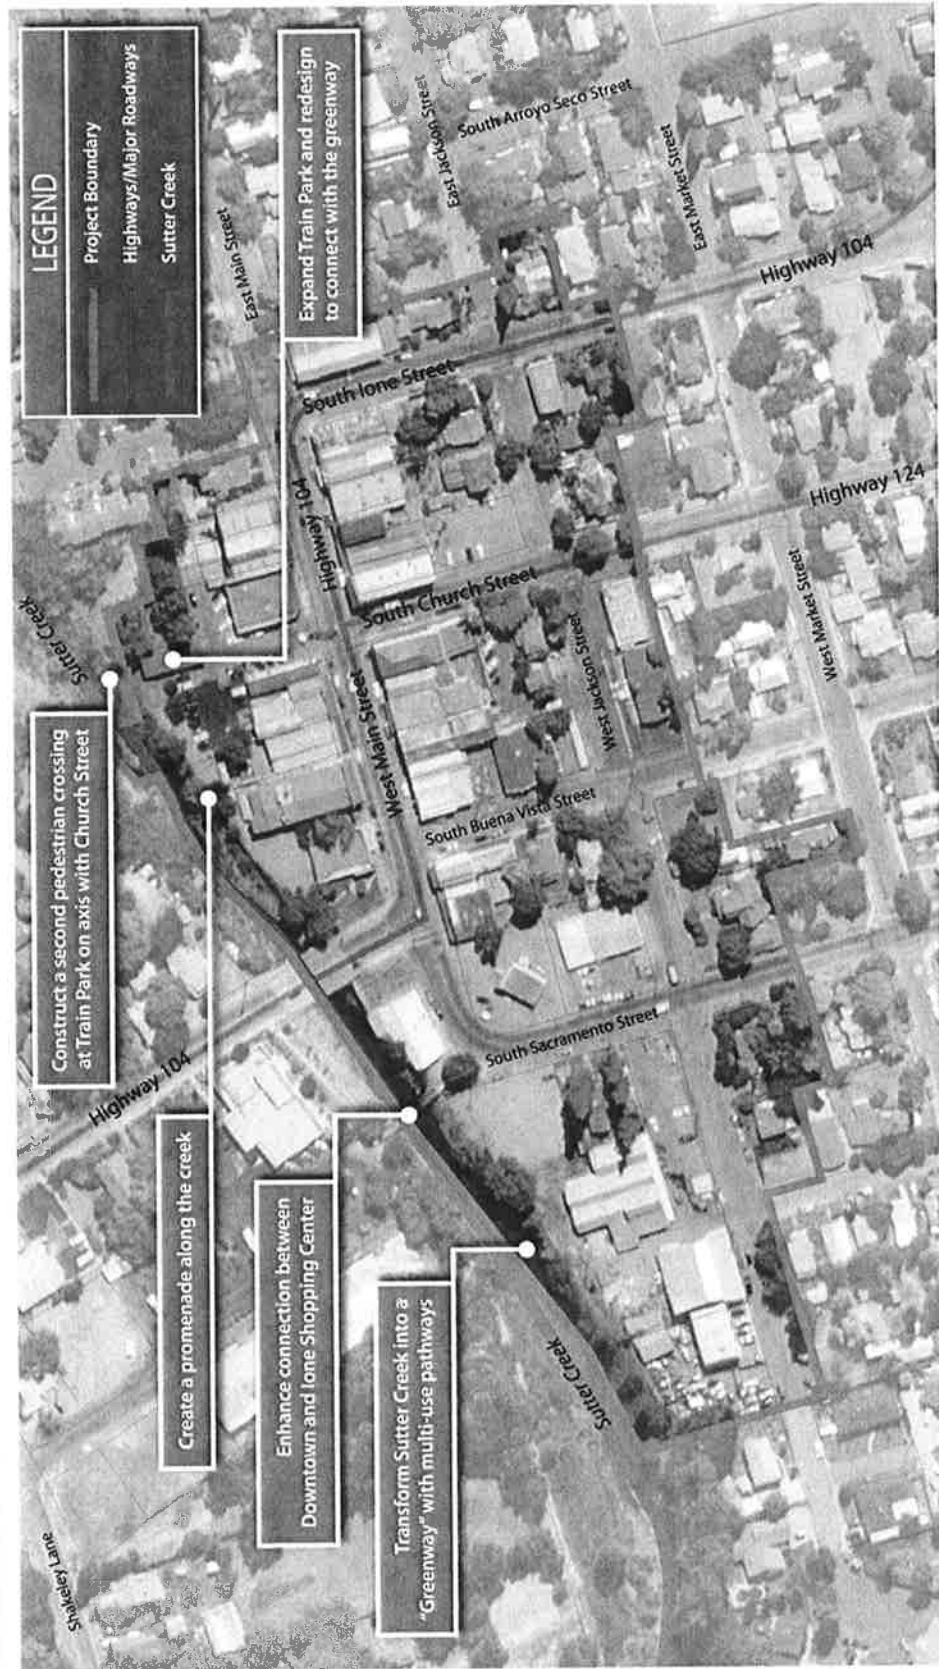 LEGEND
Project Boundary
Highways/Major Roadways
Sutter Creek
Construct a second pedestrian crossing
at Train Park on axis with Church Street
Expand Train Park and redesign
to connect with the greenway
Create a promenade along the creek
Enhance connection between
Downtown and Ione Shopping Center
Transform Sutter Creek into a
"Greenway" with multi-use pathways
Shakeley Lane
Highway 104
Sutter Creek
East Main Street
Highway 104
South Ione Street
East Jackson Street
South Arroyo Seco Street
East Market Street
Highway 104
West Main Street
South Church Street
Highway 124
West Jackson Street
West Market Street
South Buena Vista Street
South Sacramento Street
Sutter Creek